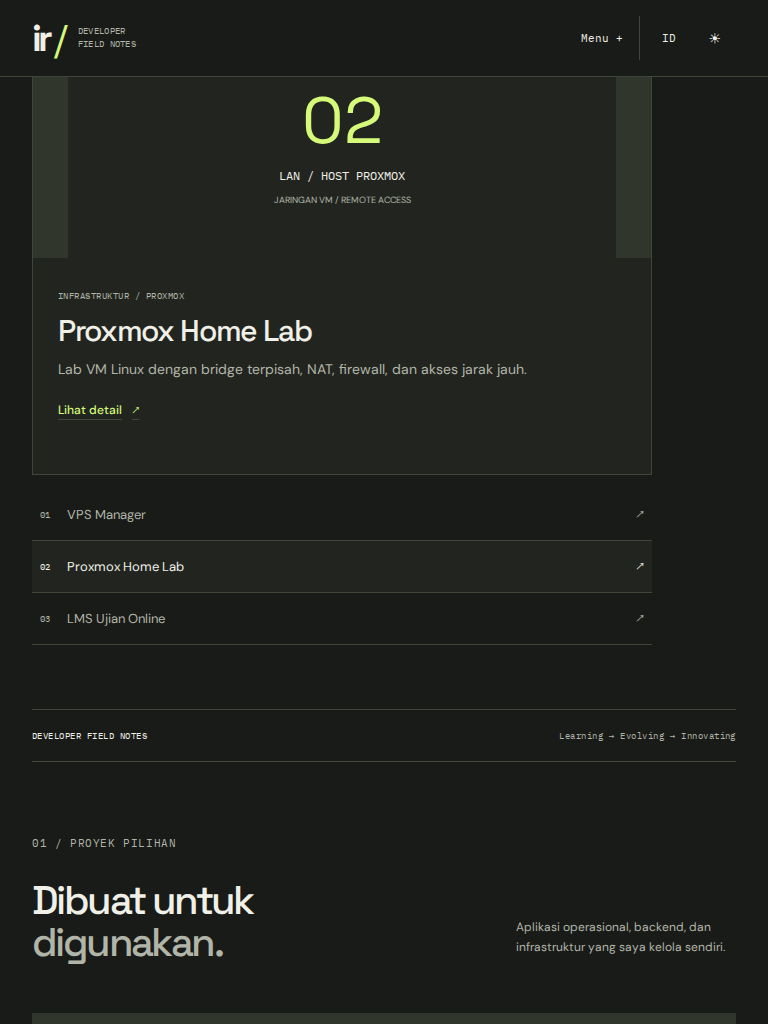 ir/
DEVELOPER
FIELD NOTES
Menu +
ID
02
LAN / HOST PROXMOX
JARINGAN VM / REMOTE ACCESS
INFRASTRUKTUR / PROXMOX
Proxmox Home Lab
Lab VM Linux dengan bridge terpisah, NAT, firewall, dan akses jarak jauh.
Lihat detail ↗
01 VPS Manager ↗
02 Proxmox Home Lab ↗
03 LMS Ujian Online ↗
DEVELOPER FIELD NOTES
Learning → Evolving → Innovating
01 / PROYEK PILIHAN
Dibuat untuk
digunakan.
Aplikasi operasional, backend, dan
infrastruktur yang saya kelola sendiri.